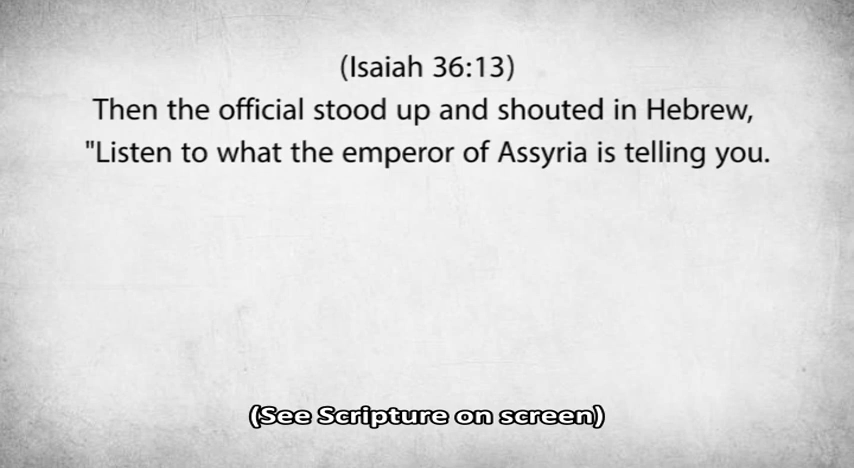 (Isaiah 36:13)
Then the official stood up and shouted in Hebrew,
"Listen to what the emperor of Assyria is telling you.
(See Scripture on screen)